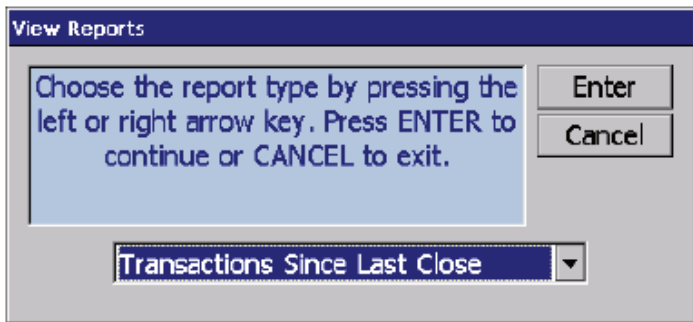 View Reports
Choose the report type by pressing the
left or right arrow key. Press ENTER to
continue or CANCEL to exit.
Enter
Cancel
Transactions Since Last Close